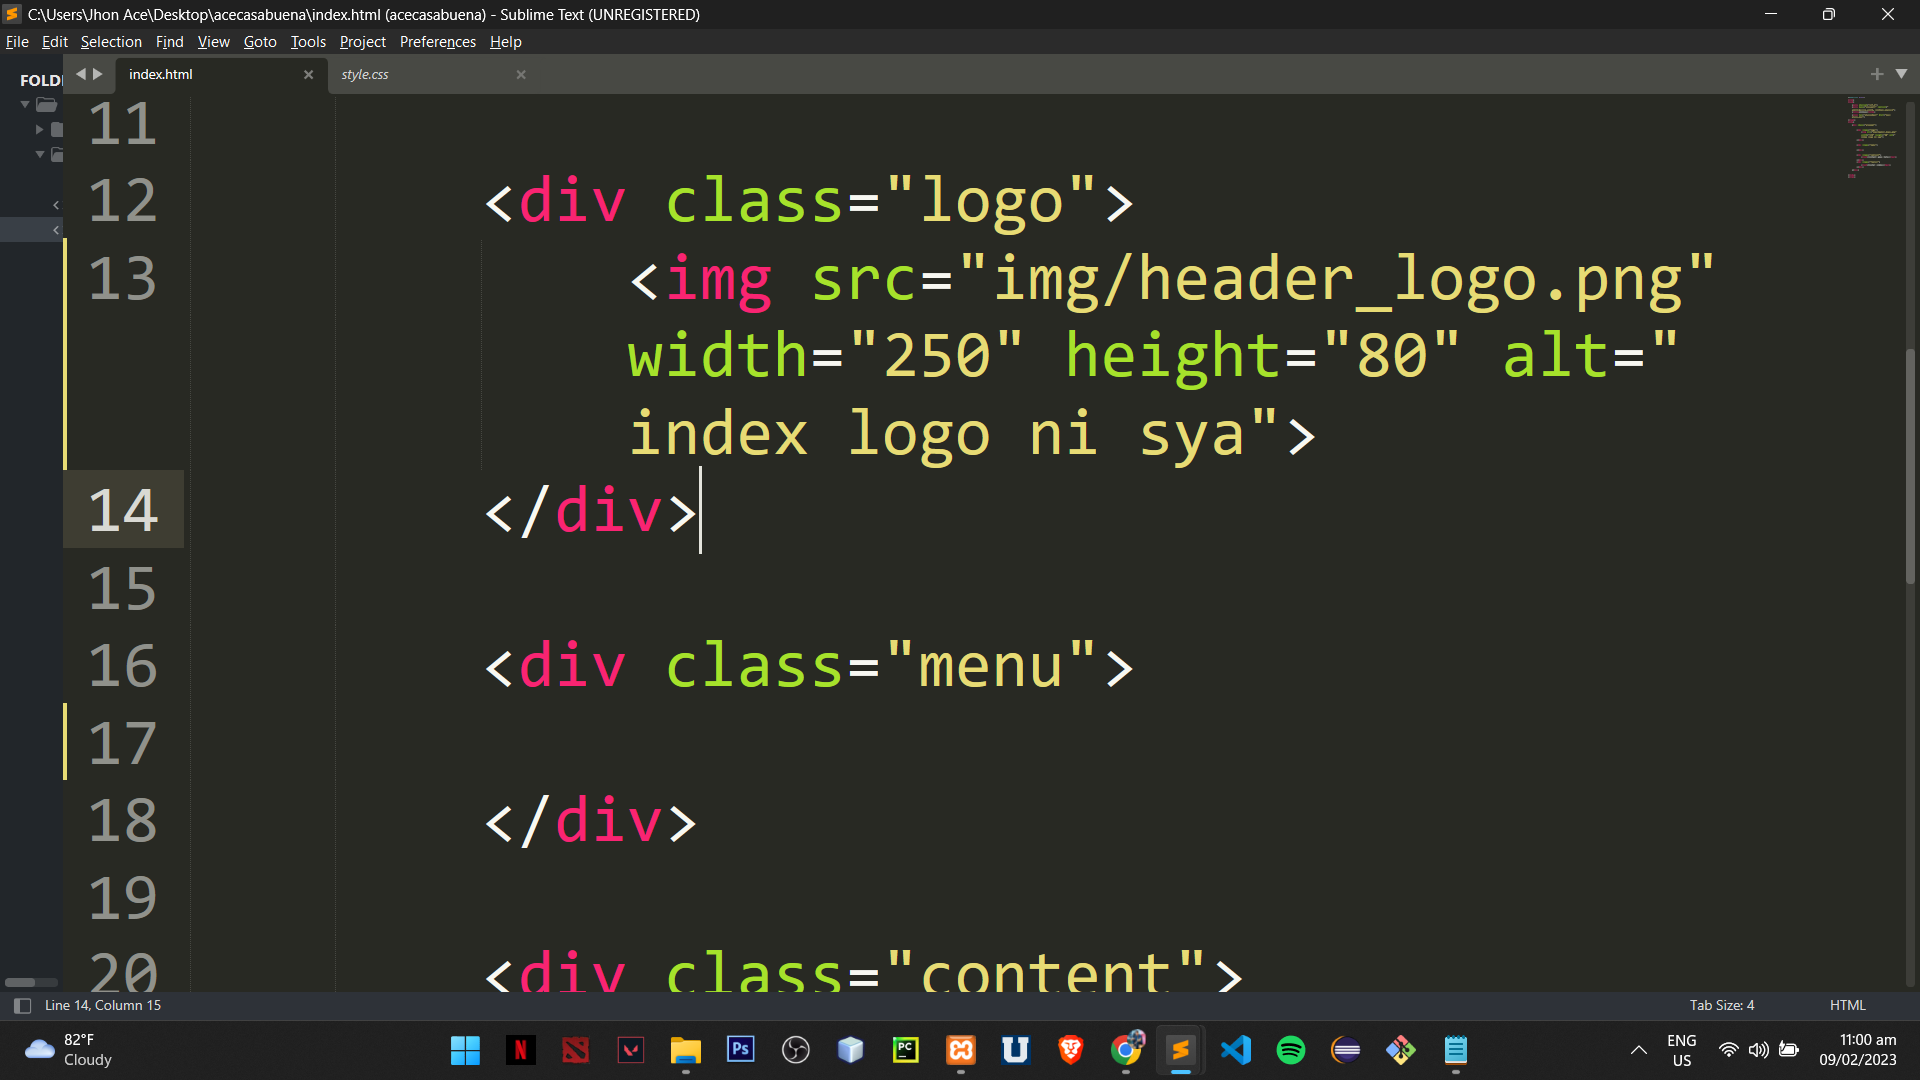 C:\Users\Jhon Ace\Desktop\acecasabuena\index.html (acecasabuena) - Sublime Text (UNREGISTERED)
File Edit Selection Find View Goto Tools Project Preferences Help
FOLD
index.html
style.css
11
12 <div class="logo">
13 <img src="img/header_logo.png"
width="250" height="80" alt="
index logo ni sya">
14 </div>
15
16 <div class="menu">
17
18 </div>
19
20 <div class="content">
Line 14, Column 15
Tab Size: 4
HTML
82°F
Cloudy
N
Ps
PC
U
ENG
US
11:00 am
09/02/2023